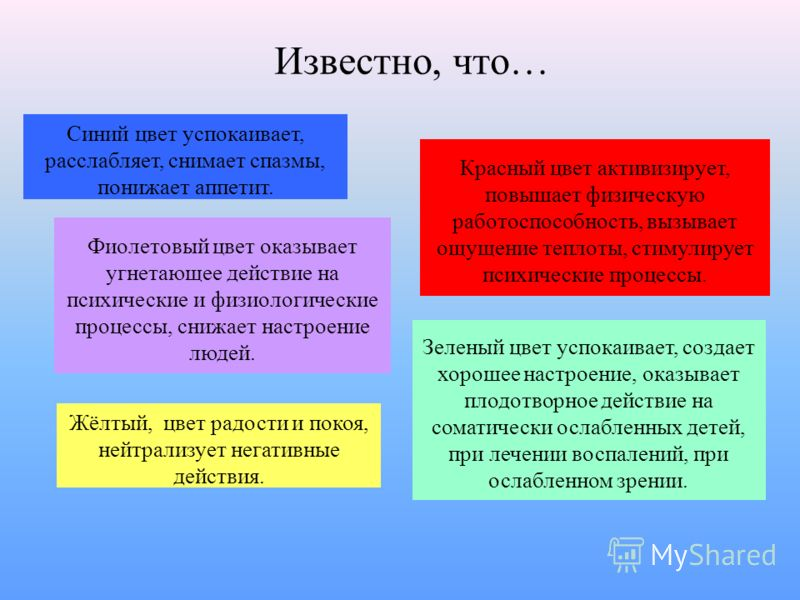 Известно, что…
Синий цвет успокаивает,
расслабляет, снимает спазмы,
понижает аппетит.
Красный цвет активизирует,
повышает физическую
работоспособность, вызывает
ощущение теплоты, стимулирует
психические процессы.
Фиолетовый цвет оказывает
угнетающее действие на
психические и физиологические
процессы, снижает настроение
людей.
Зеленый цвет успокаивает, создает
хорошее настроение, оказывает
плодотворное действие на
соматически ослабленных детей,
при лечении воспалений, при
ослабленном зрении.
Жёлтый, цвет радости и покоя,
нейтрализует негативные
действия.
MyShared